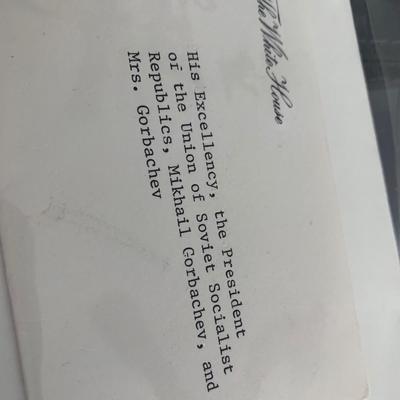 The White House
His Excellency, the President
of the Union of Soviet Socialist
Republics, Mikhail Gorbachev, and
Mrs. Gorbachev